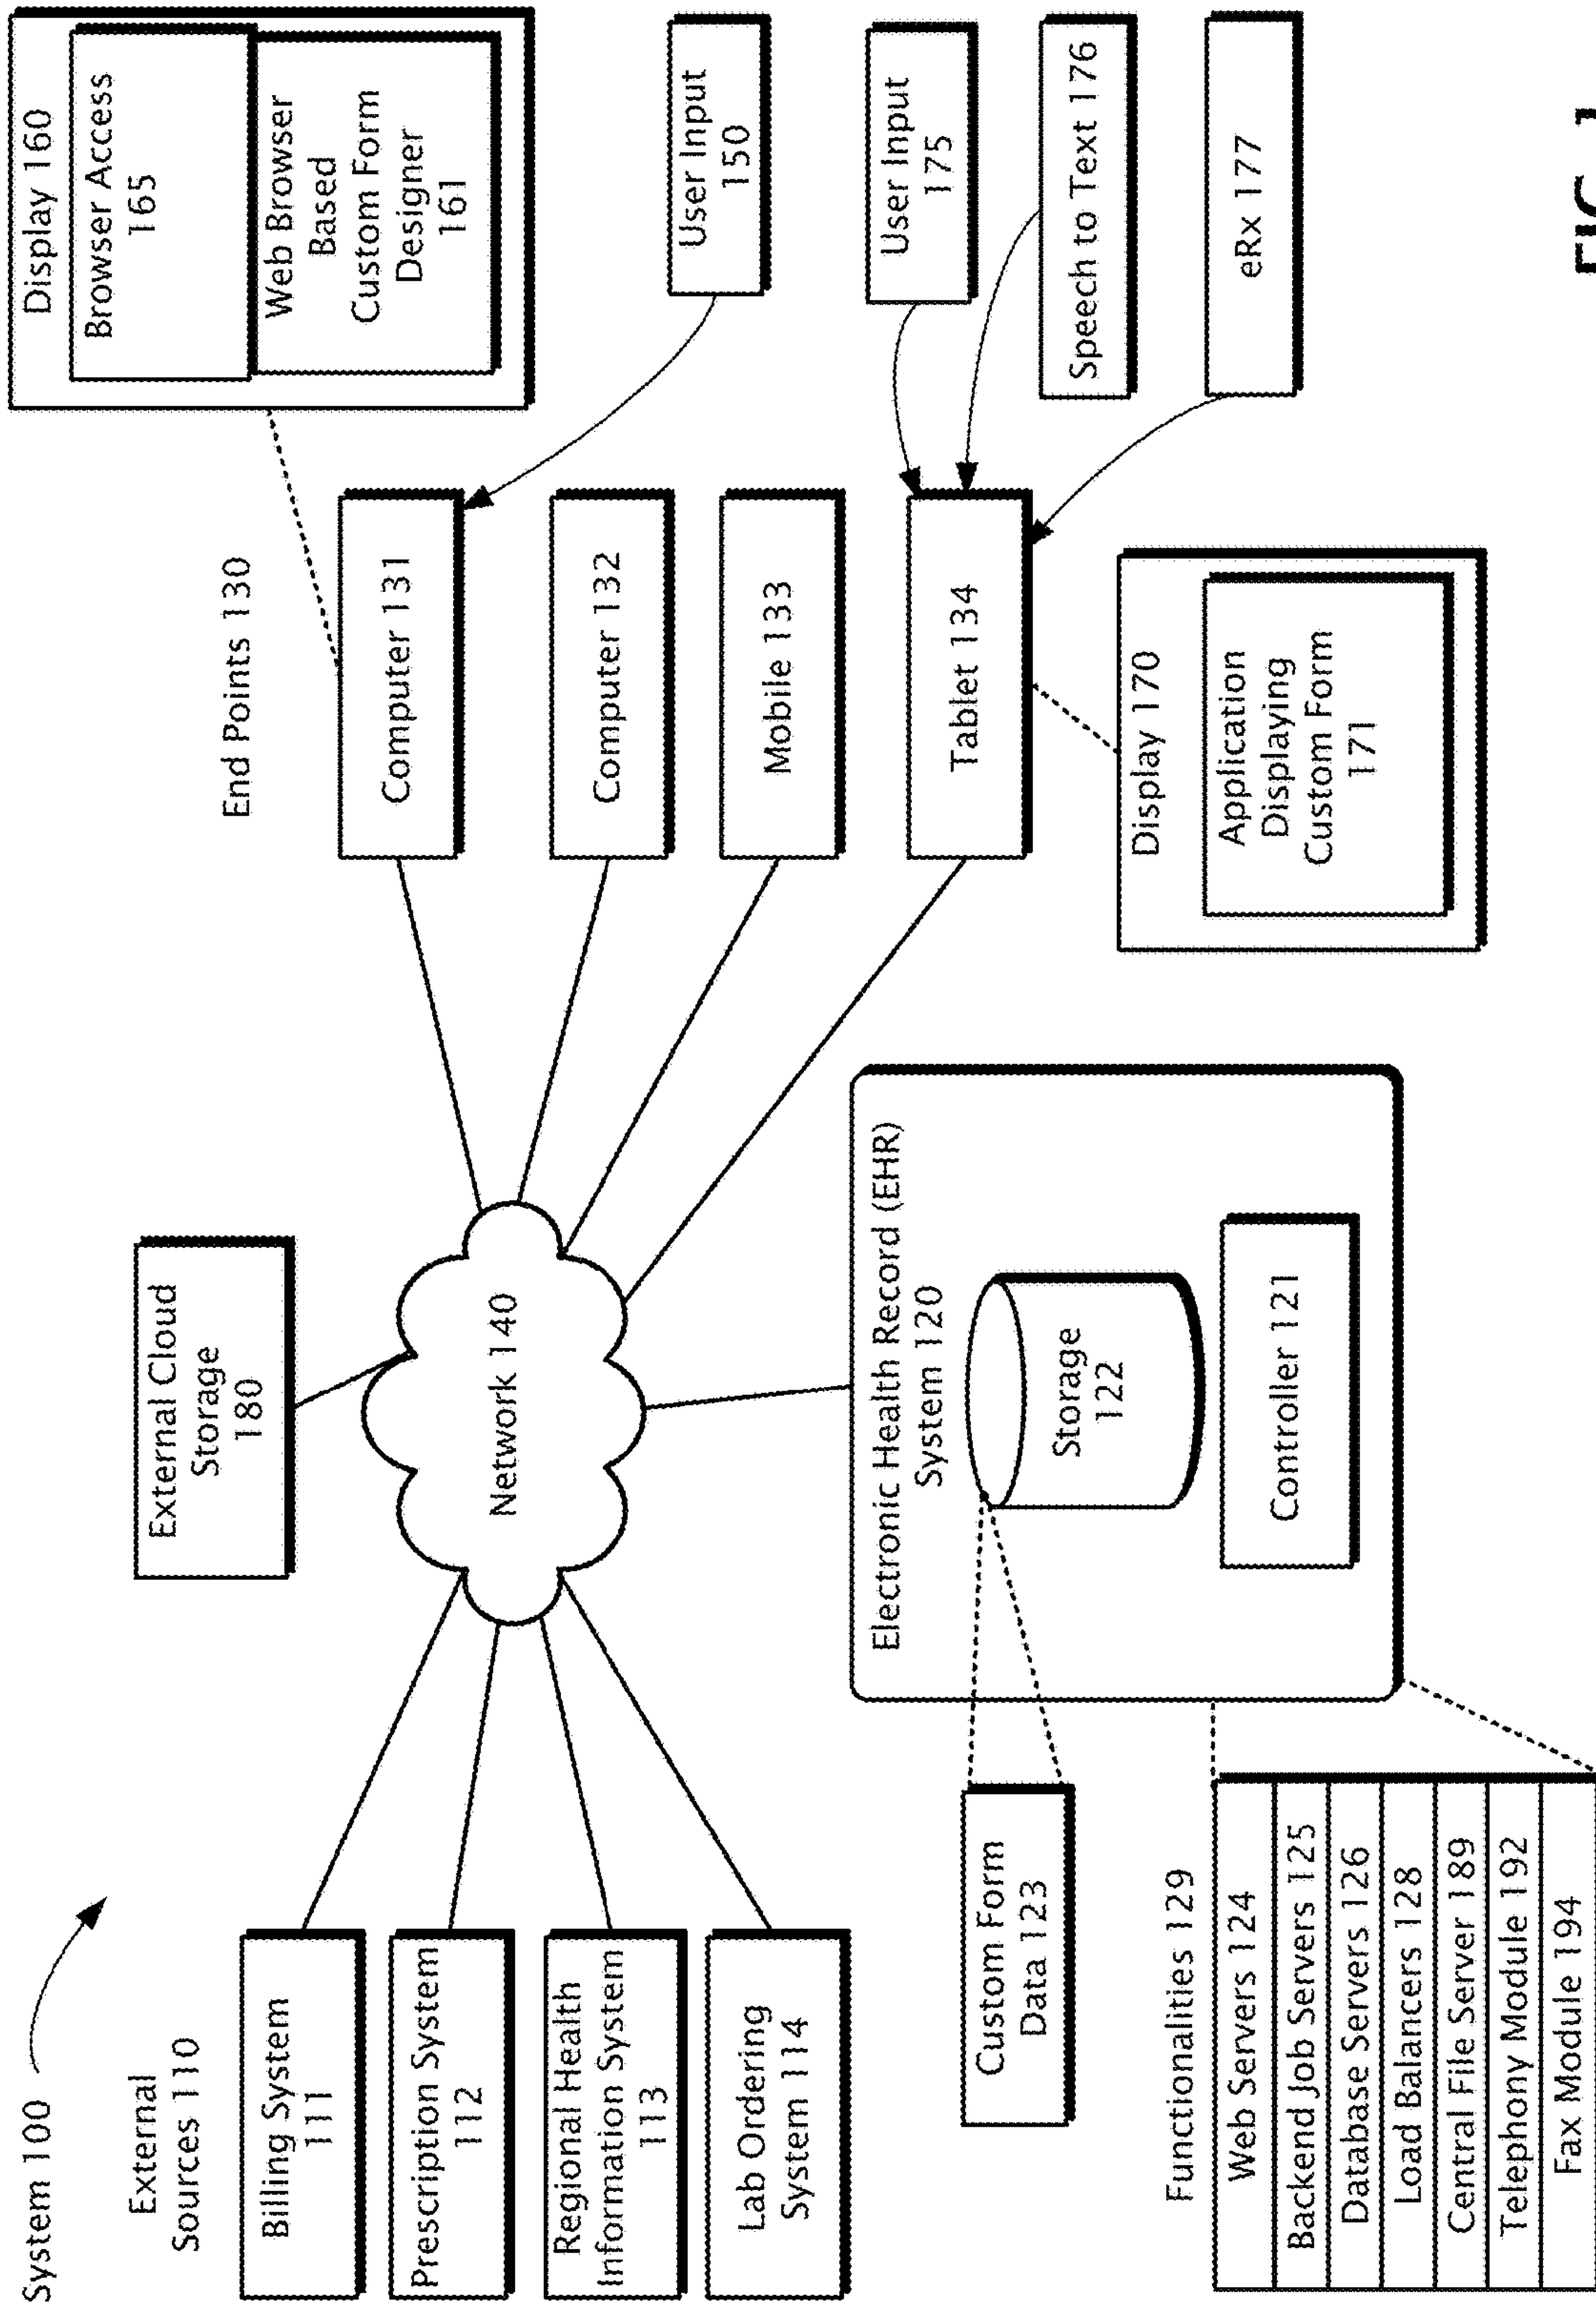 System 100
External
Sources 110
Billing System
111
Prescription System
112
Regional Health
Information System
113
Lab Ordering
System 114
External Cloud
Storage
180
Network 140
End Points 130
Computer 131
Computer 132
Mobile 133
Tablet 134
Display 160
Browser Access
165
Web Browser
Based
Custom Form
Designer
161
User Input
150
User Input
175
Speech to Text 176
eRx 177
Display 170
Application
Displaying
Custom Form
171
Electronic Health Record (EHR)
System 120
Storage
122
Controller 121
Custom Form
Data 123
Functionalities 129
Web Servers 124
Backend Job Servers 125
Database Servers 126
Load Balancers 128
Central File Server 189
Telephony Module 192
Fax Module 194
FIG. 1